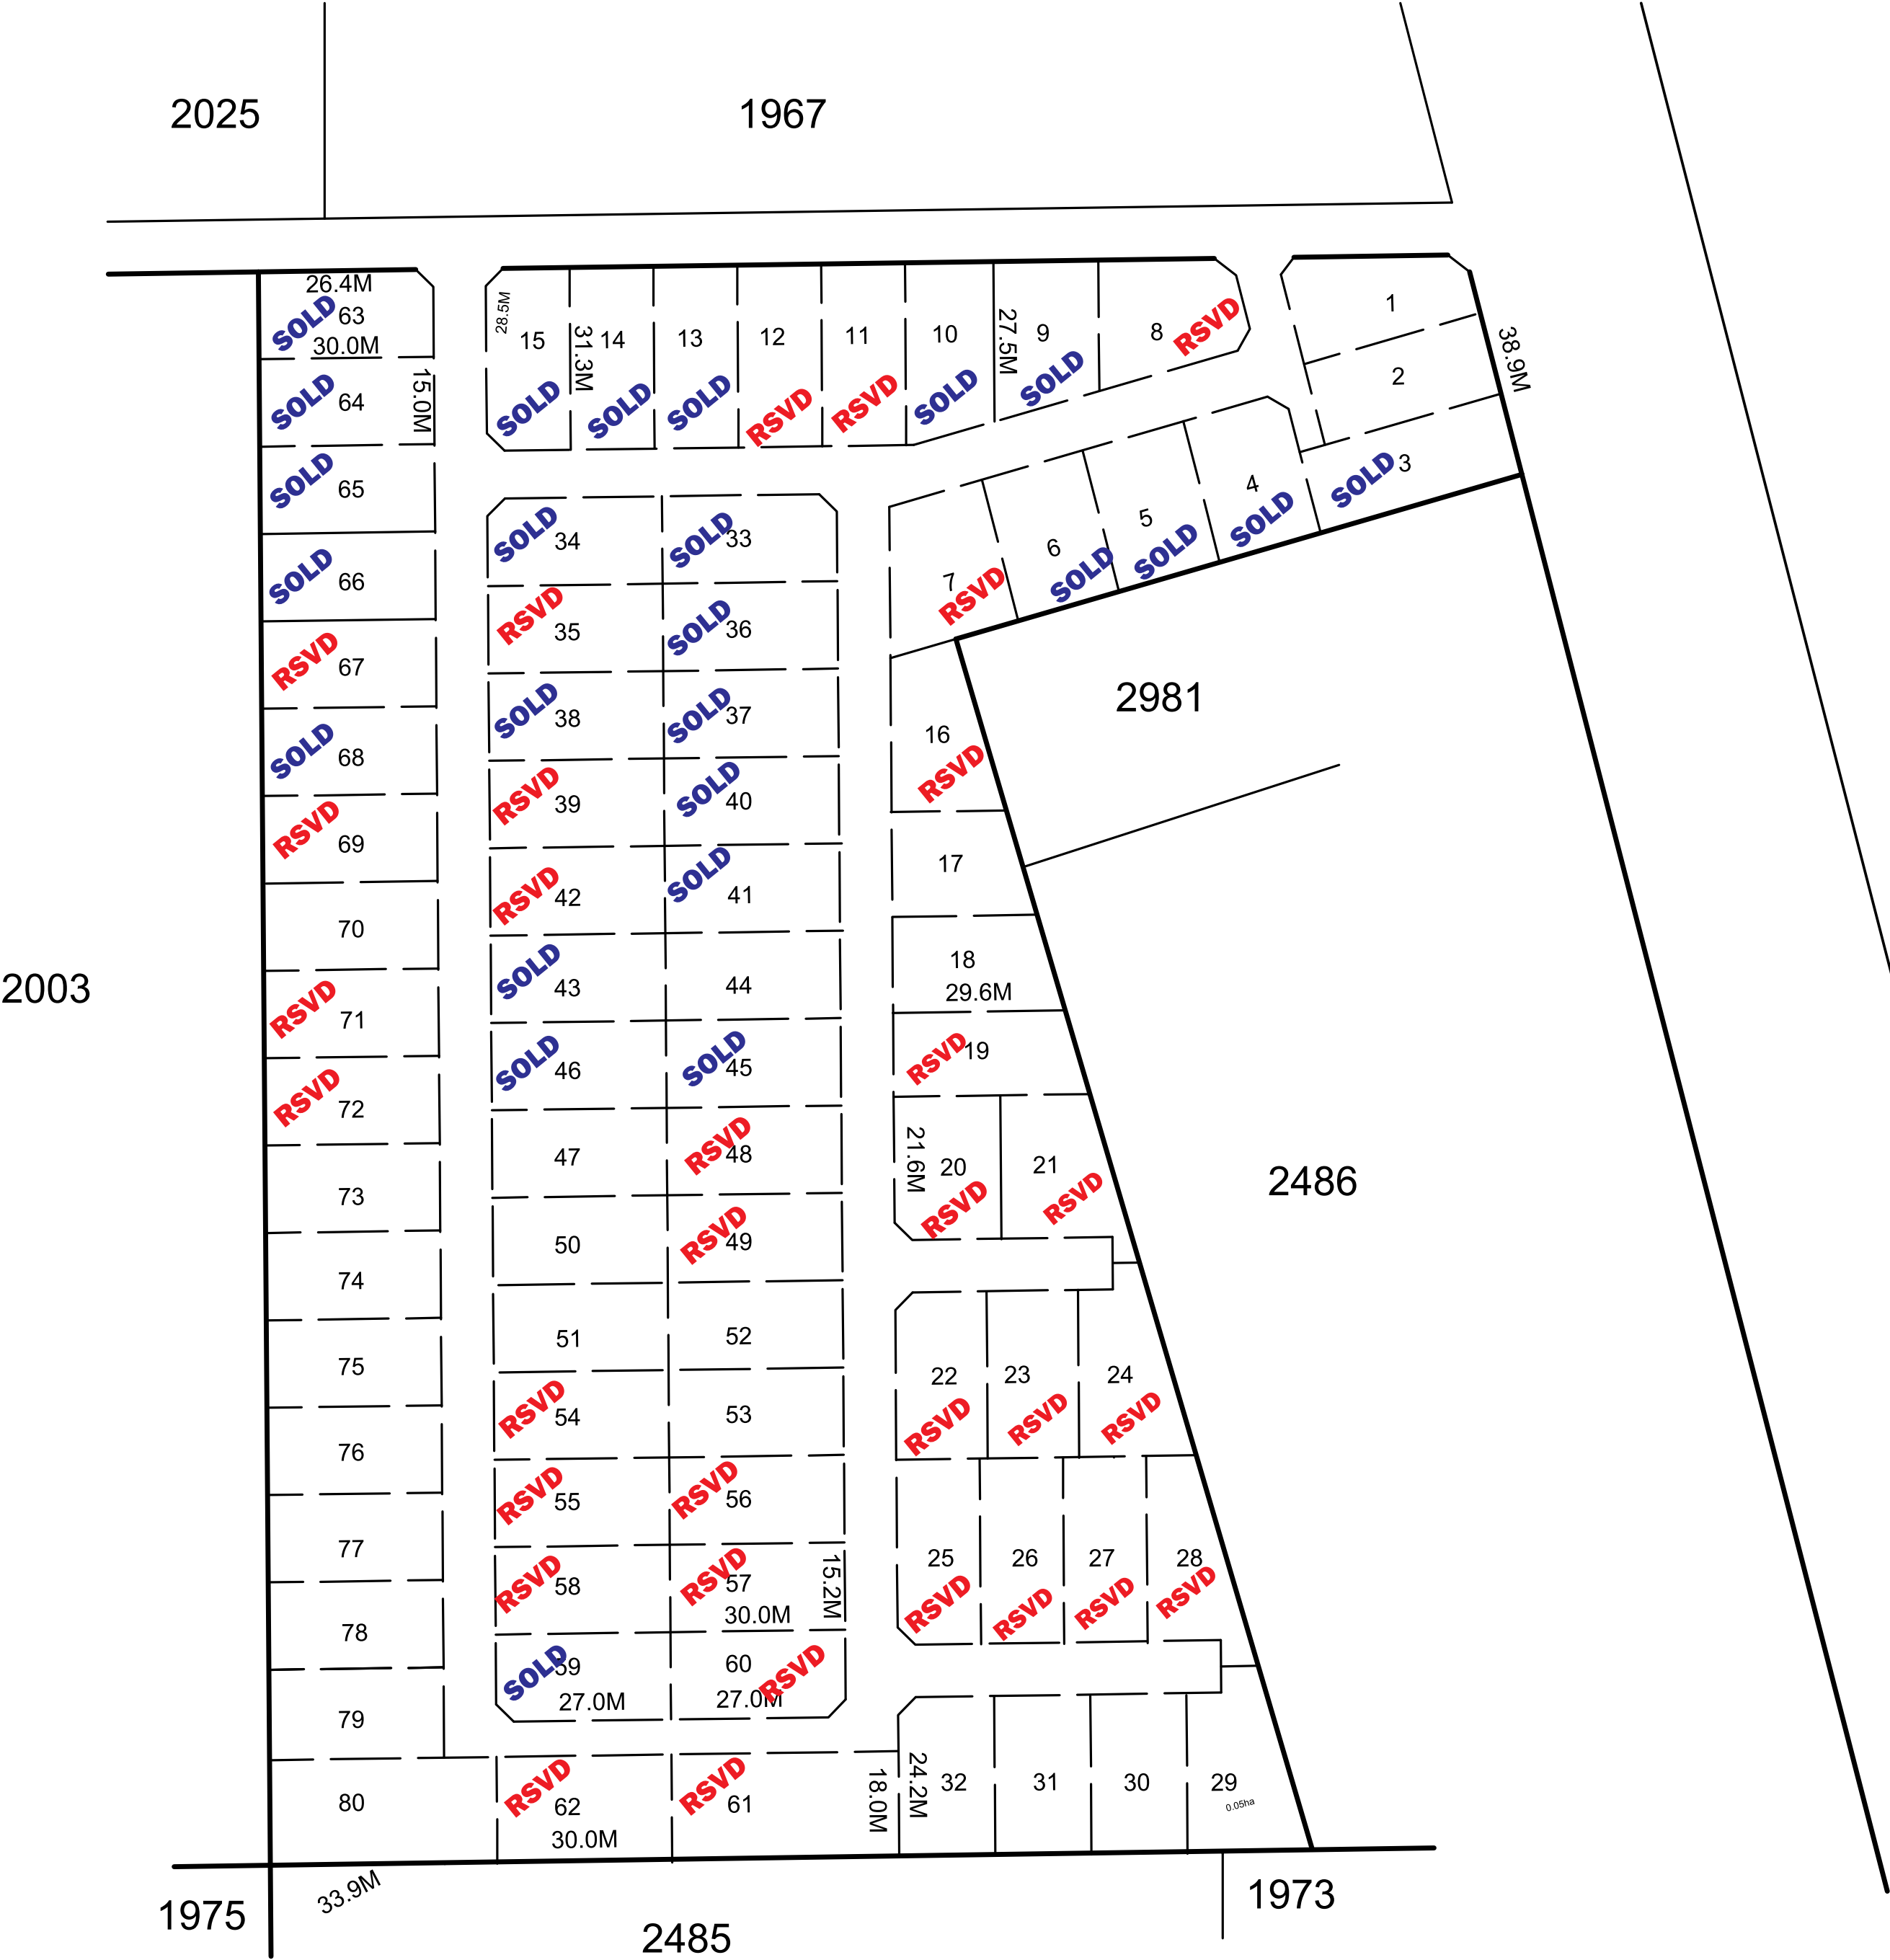 2025
1967
26.4M
SOLD
63
30.0M
SOLD
64
15.0M
SOLD
65
SOLD
66
RSVD
67
SOLD
68
RSVD
69
70
RSVD
71
RSVD
72
73
74
75
76
77
78
79
80
28.5M
15
SOLD
31.3M
14
SOLD
13
SOLD
12
RSVD
11
RSVD
10
SOLD
27.5M
9
SOLD
8
RSVD
1
2
38.9M
SOLD
3
4
SOLD
5
SOLD
6
SOLD
7
RSVD
SOLD
34
SOLD
33
RSVD
35
SOLD
36
SOLD
38
SOLD
37
RSVD
39
SOLD
40
RSVD
42
SOLD
41
SOLD
43
44
SOLD
46
SOLD
45
47
RSVD
48
50
RSVD
49
51
52
RSVD
54
53
RSVD
55
RSVD
56
RSVD
58
RSVD
57
30.0M
15.2M
SOLD
59
27.0M
60
RSVD
27.0M
RSVD
62
30.0M
RSVD
61
18.0M
16
RSVD
17
18
29.6M
RSVD
19
21.6M
20
RSVD
21
RSVD
22
RSVD
23
RSVD
24
RSVD
25
RSVD
26
RSVD
27
RSVD
28
RSVD
24.2M
32
31
30
29
0.05ha
2981
2486
2003
1975
33.9M
2485
1973